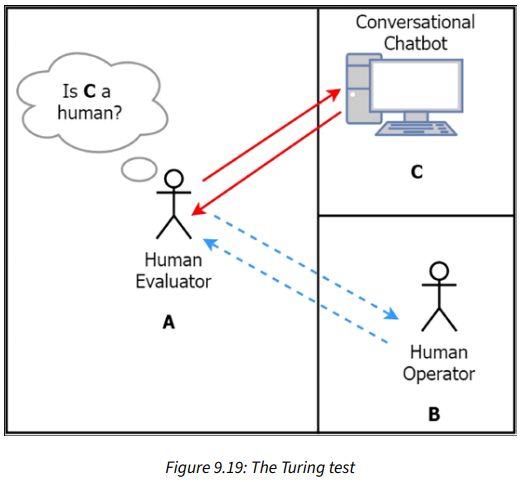 Conversational
Chatbot
Is C a
human?
C
Human
Evaluator
A
Human
Operator
B
Figure 9.19: The Turing test